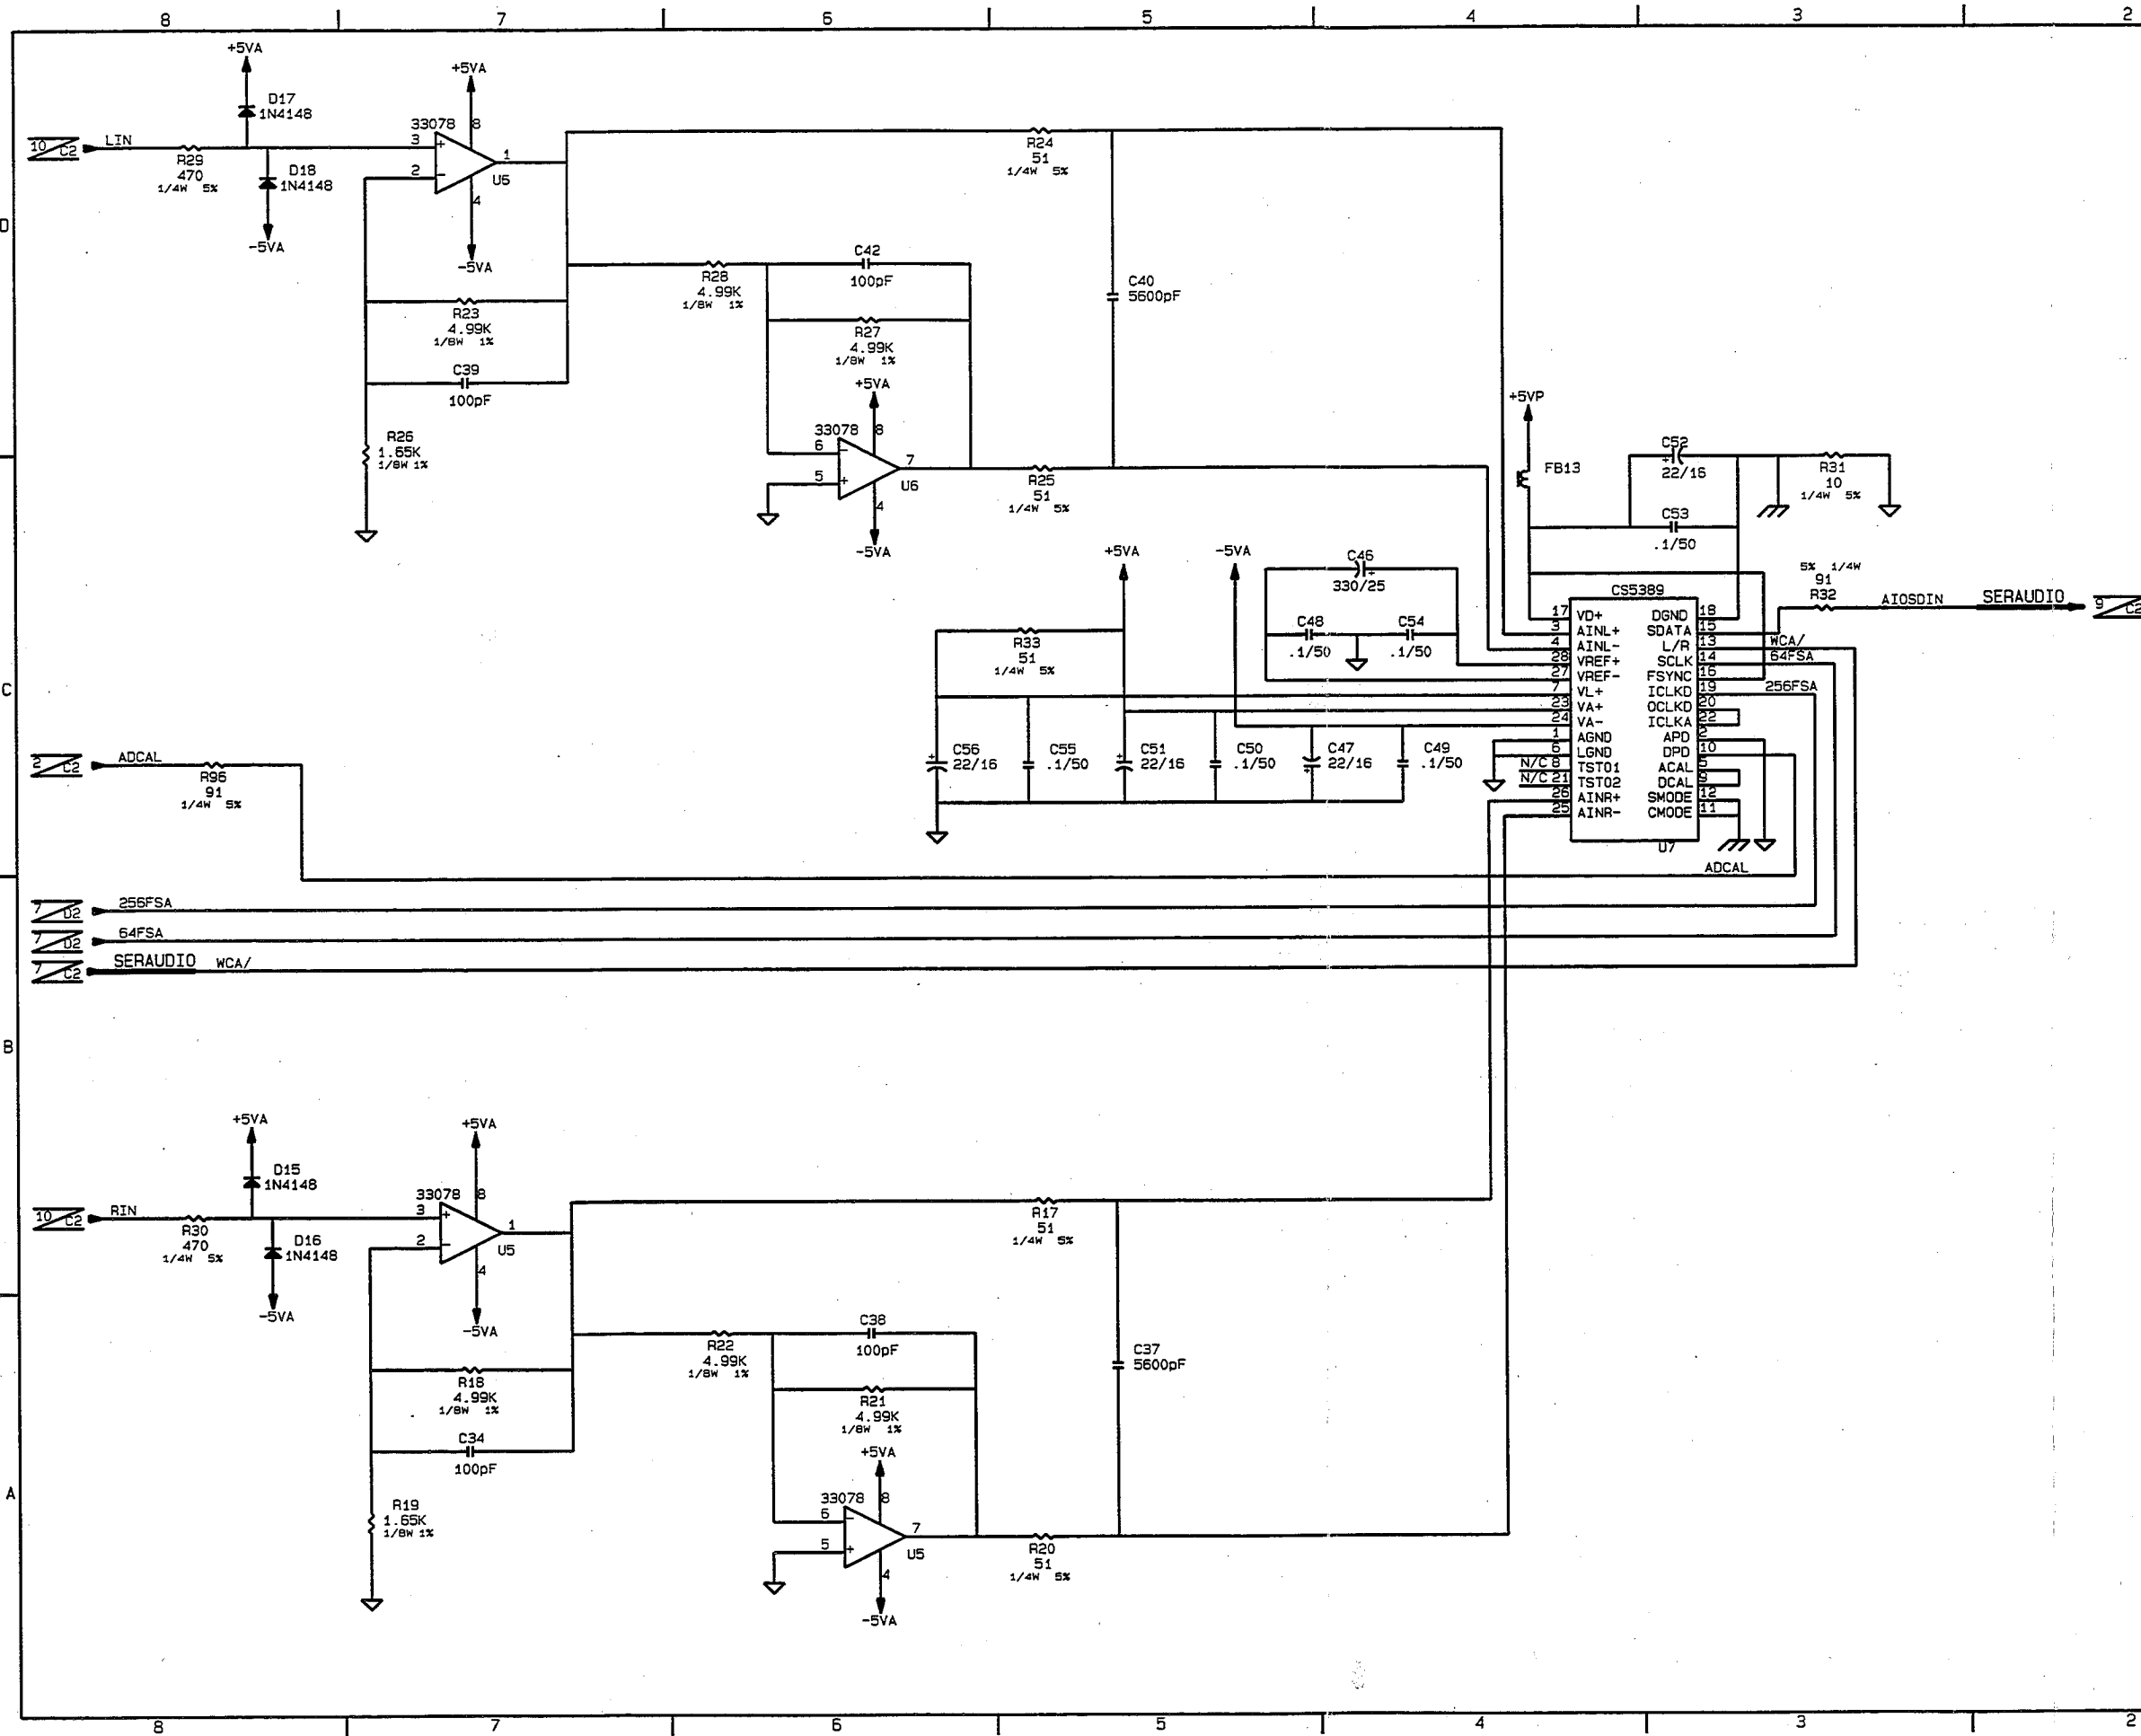 8 7 6 5 4 3 2
+5VA
D17
1N4148
+5VA
33078
8
10 C2
LIN
3
+
2
-
1
U6
4
-5VA
R29
470
1/4W 5%
D18
1N4148
-5VA
R24
51
1/4W 5%
D
R28
4.99K
1/8W 1%
C42
100pF
R27
4.99K
1/8W 1%
C40
5600pF
R23
4.99K
1/8W 1%
C39
100pF
R26
1.65K
1/8W 1%
+5VA
33078
8
6
-
5
+
7
U6
4
-5VA
R25
51
1/4W 5%
+5VP
FB13
C52
+
22/16
C53
.1/50
R31
10
1/4W 5%
+5VA
-5VA
C46
+
330/25
C48
.1/50
C54
.1/50
R33
51
1/4W 5%
5% 1/4W
91
R32
AIOSDIN
SERAUDIO
9 C2
CS5389
17 VD+ DGND 18
3 AINL+ SDATA 15
4 AINL- L/R 13 WCA/
28 VREF+ SCLK 14 64FSA
27 VREF- FSYNC 16
7 VL+ ICLKD 19 256FSA
23 VA+ OCLKD 20
24 VA- ICLKA 22
1 AGND APD 2
6 LGND DPD 10
N/C 8 TST01 ACAL 5
N/C 21 TST02 DCAL 9
26 AINR+ SMODE 12
25 AINR- CMODE 11
U7
C
+
C56
22/16
C55
.1/50
+
C51
22/16
C50
.1/50
+
C47
22/16
C49
.1/50
2 C2
ADCAL
R96
91
1/4W 5%
ADCAL
7 D2
256FSA
7 D2
64FSA
7 C2
SERAUDIO WCA/
B
+5VA
D15
1N4148
+5VA
33078
8
10 C2
RIN
3
+
2
-
1
U5
4
-5VA
R30
470
1/4W 5%
D16
1N4148
-5VA
R17
51
1/4W 5%
R22
4.99K
1/8W 1%
C38
100pF
R21
4.99K
1/8W 1%
C37
5600pF
R18
4.99K
1/8W 1%
C34
100pF
A
R19
1.65K
1/8W 1%
+5VA
33078
8
6
-
5
+
7
U5
4
-5VA
R20
51
1/4W 5%
8 7 6 5 4 3 2